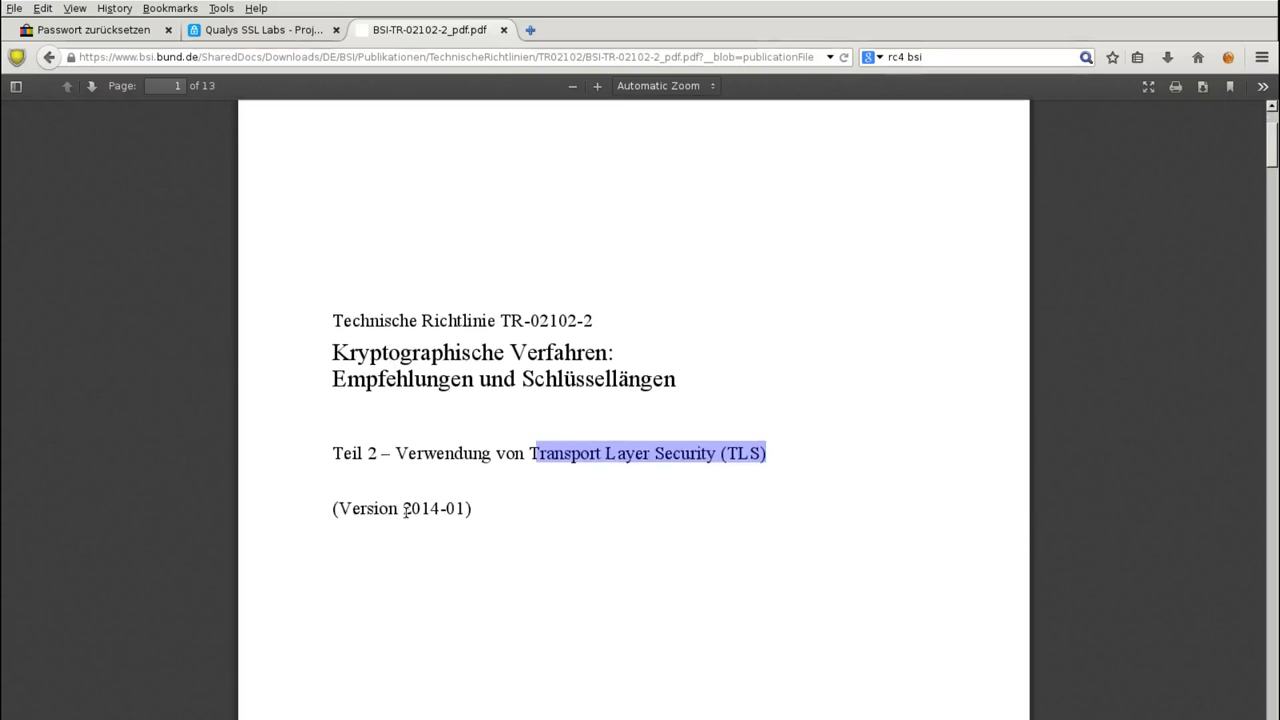 File Edit View History Bookmarks Tools Help
Passwort zurücksetzen × Qualys SSL Labs - Proj... × BSI-TR-02102-2_pdf.pdf ×
https://www.bsi.bund.de/SharedDocs/Downloads/DE/BSI/Publikationen/TechnischeRichtlinien/TR02102/BSI-TR-02102-2_pdf.pdf?__blob=publicationFile rc4 bsi
Page: 1 of 13 Automatic Zoom
Technische Richtlinie TR-02102-2
Kryptographische Verfahren:
Empfehlungen und Schlüssellängen
Teil 2 – Verwendung von Transport Layer Security (TLS)
(Version 2014-01)